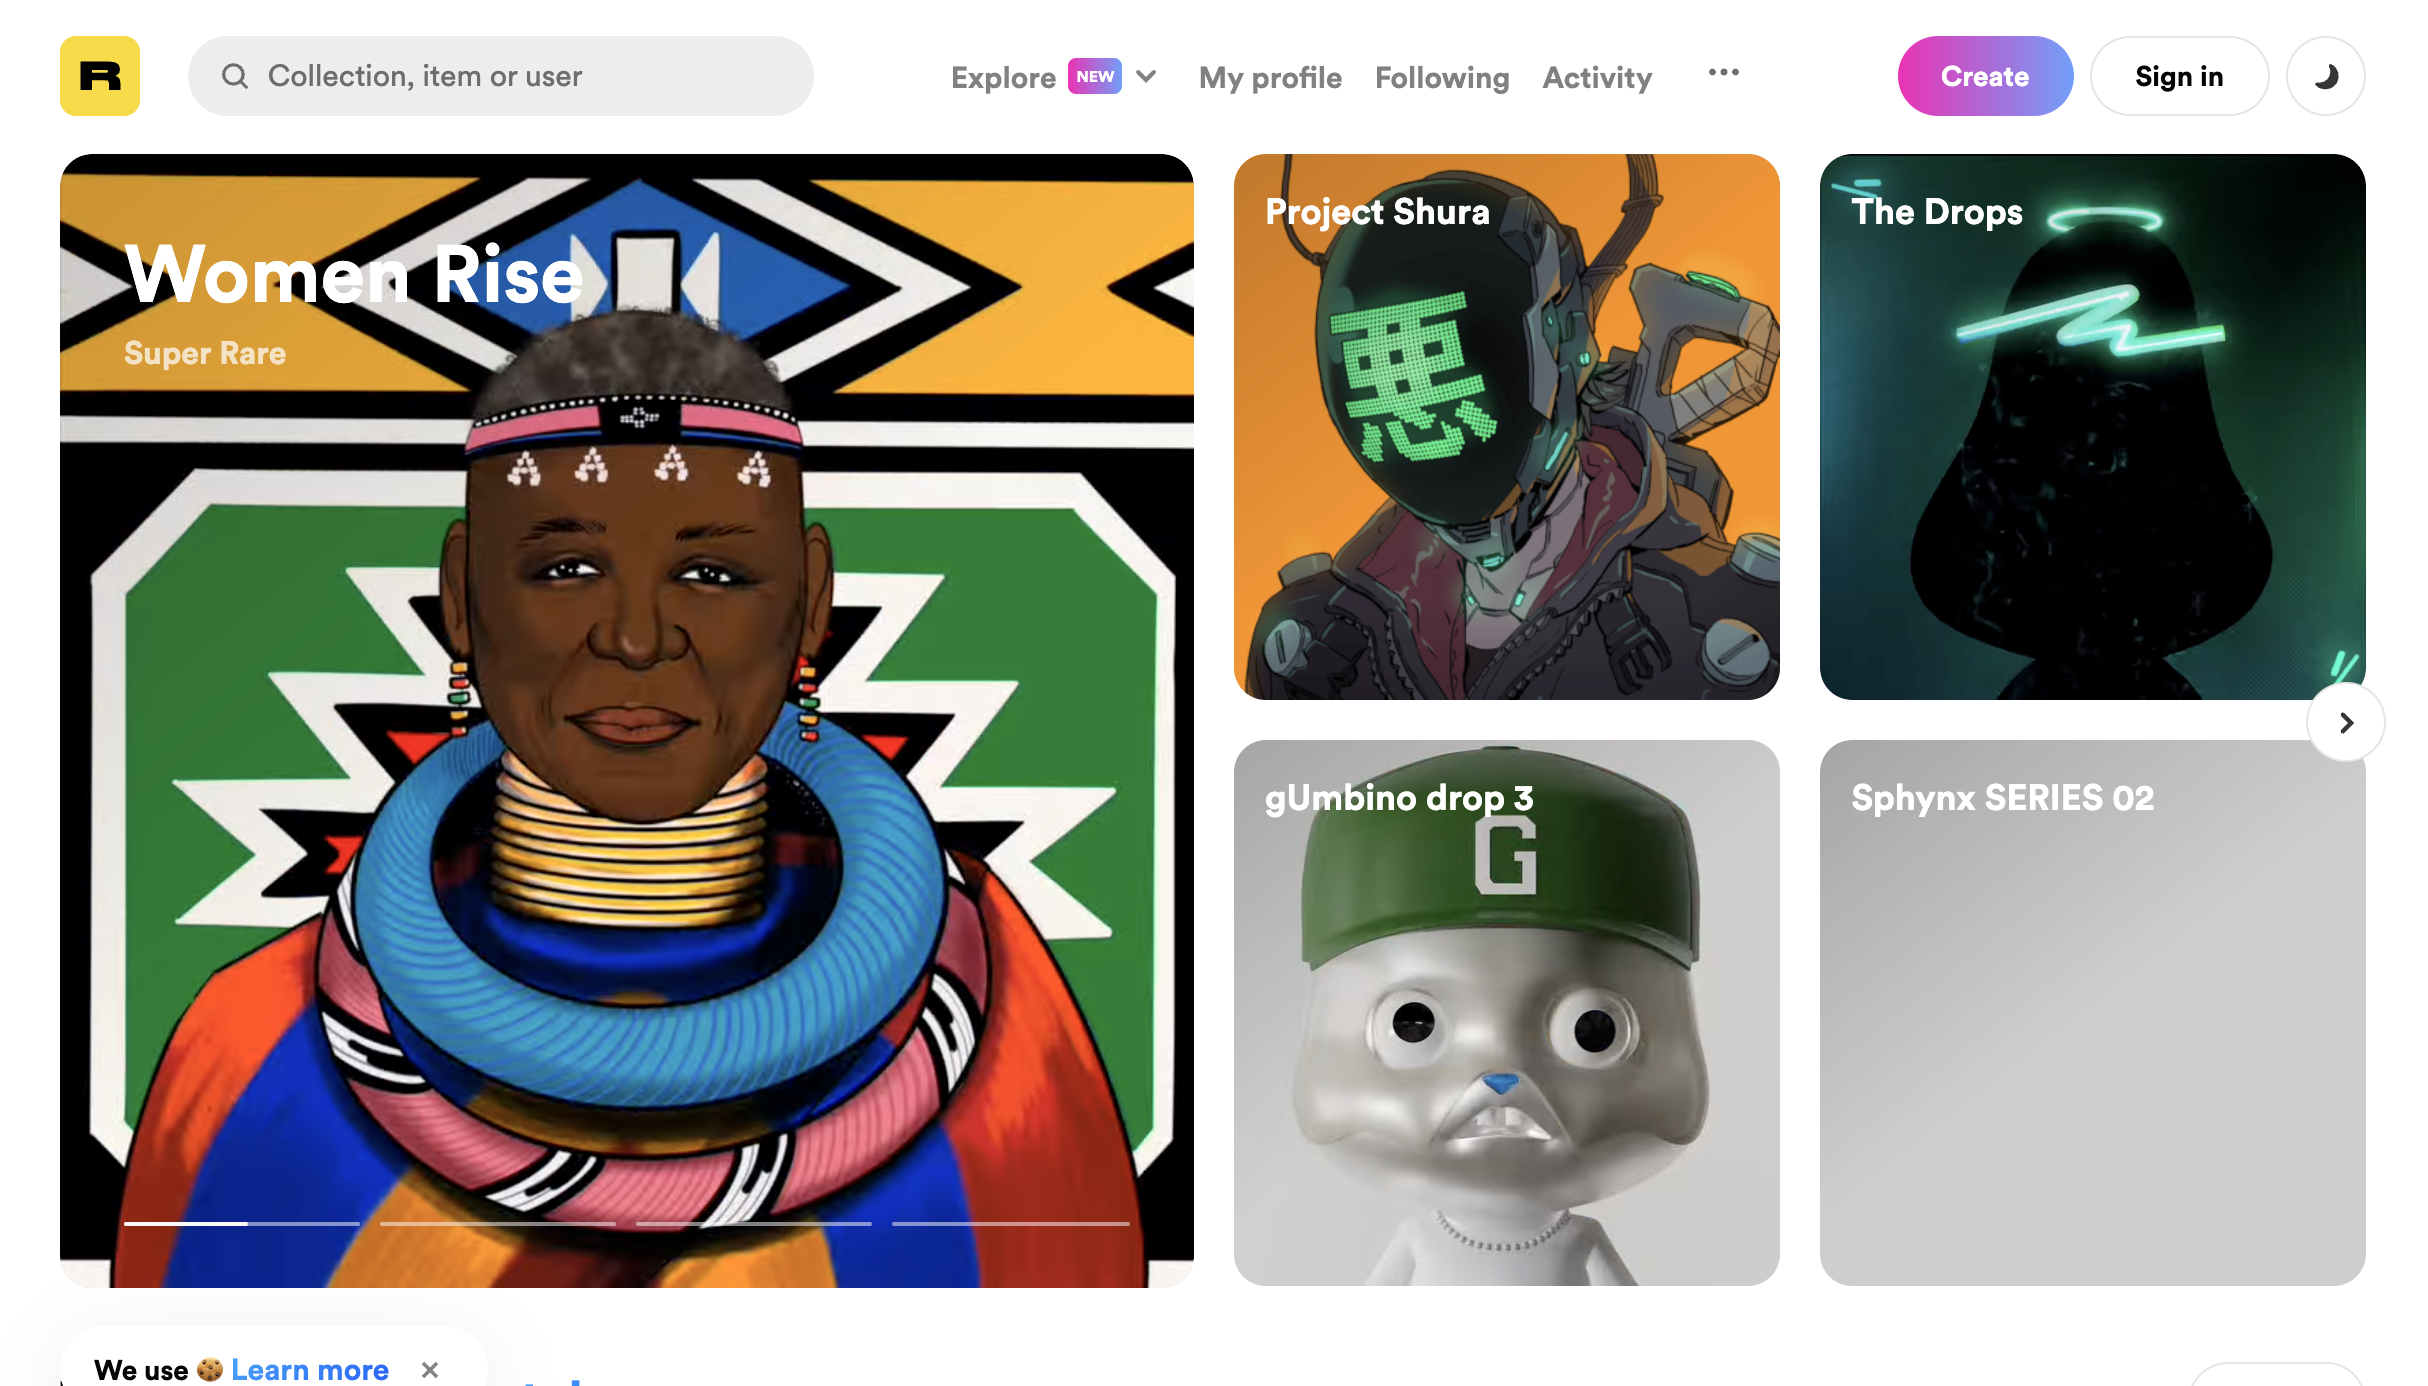 R
Collection, item or user
Explore NEW
My profile
Following
Activity
Create
Sign in
Women Rise
Super Rare
Project Shura
悪
The Drops
gUmbino drop 3
G
Sphynx SERIES 02
We use 🍪 Learn more